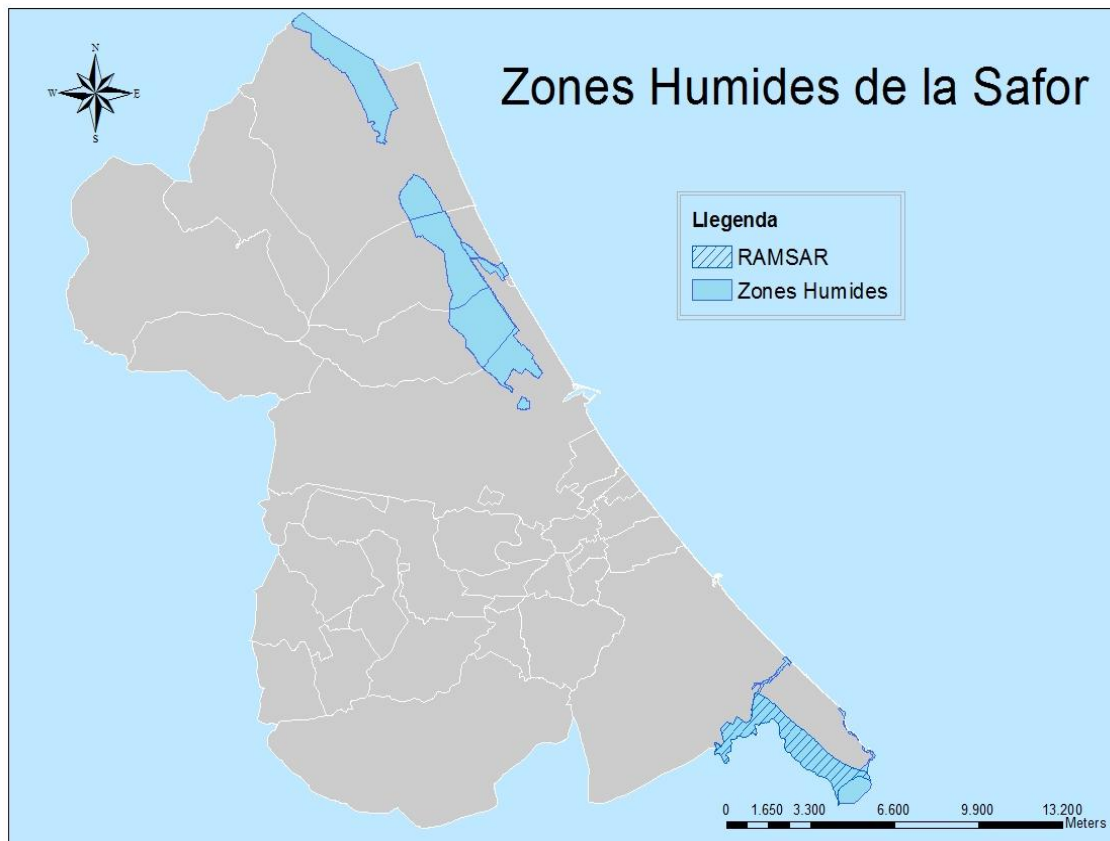 Zones Humides de la Safor
N
W E
S
Llegenda
RAMSAR
Zones Humides
0 1.650 3.300 6.600 9.900 13.200
Meters